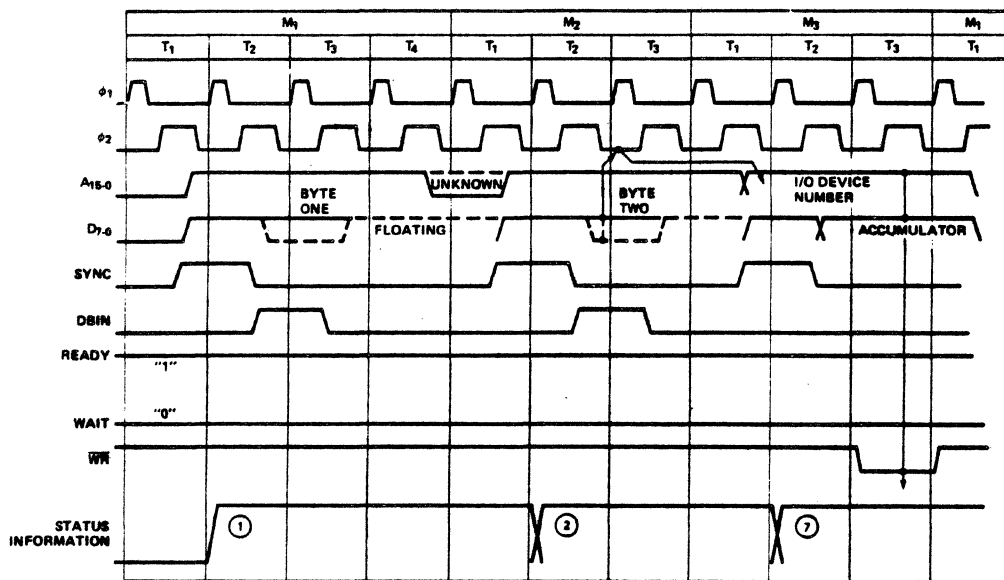 M1 M2 M3 M1
T1 T2 T3 T4 T1 T2 T3 T1 T2 T3 T1
φ1
φ2
A15-0 BYTE ONE UNKNOWN BYTE TWO I/O DEVICE NUMBER
D7-0 FLOATING ACCUMULATOR
SYNC
DBIN
READY "1"
WAIT "0"
WR
STATUS INFORMATION 1 2 7